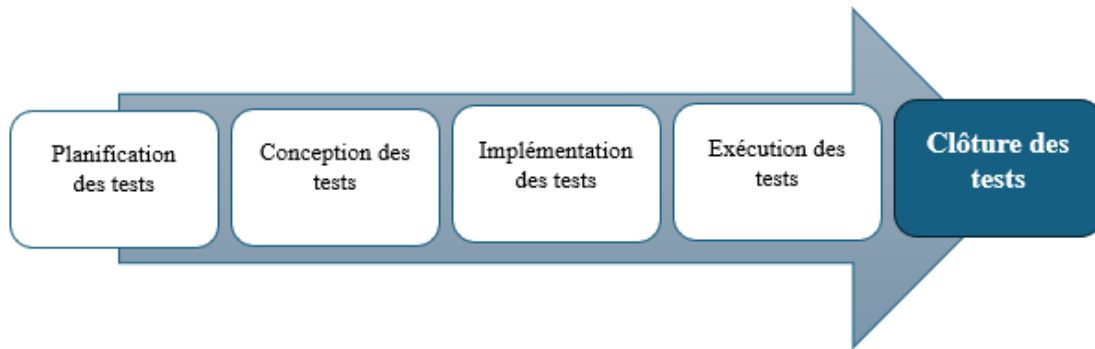 Planification
des tests
Conception des
tests
Implémentation
des tests
Exécution des
tests
Clôture des
tests